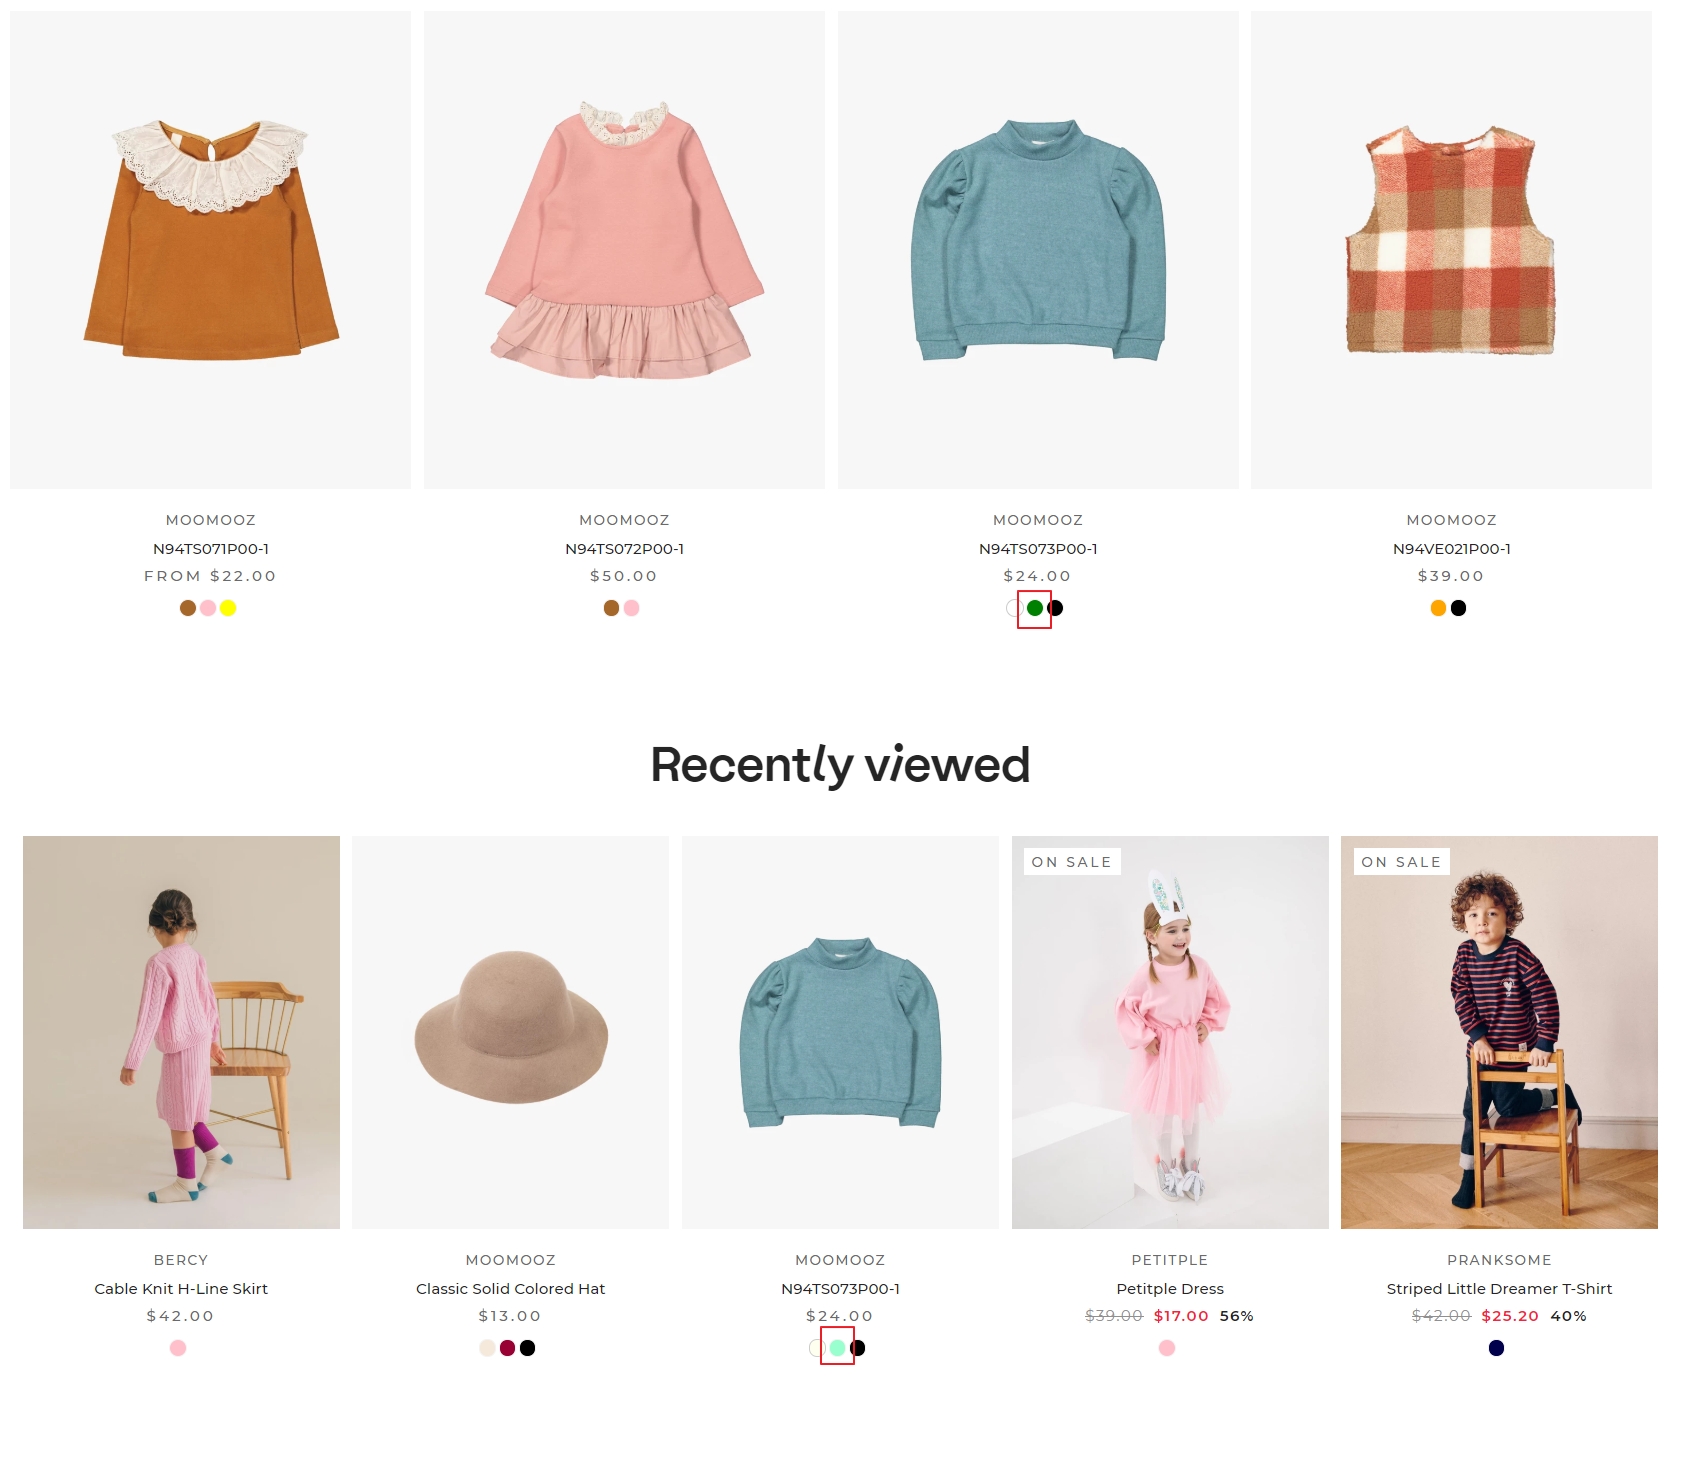 MOOMOOZ
N94TS071P00-1
FROM $22.00
MOOMOOZ
N94TS072P00-1
$50.00
MOOMOOZ
N94TS073P00-1
$24.00
MOOMOOZ
N94VE021P00-1
$39.00
Recently viewed
BERCY
Cable Knit H-Line Skirt
$42.00
MOOMOOZ
Classic Solid Colored Hat
$13.00
MOOMOOZ
N94TS073P00-1
$24.00
ON SALE
PETITPLE
Petitple Dress
$39.00 $17.00 56%
ON SALE
PRANKSOME
Striped Little Dreamer T-Shirt
$42.00 $25.20 40%